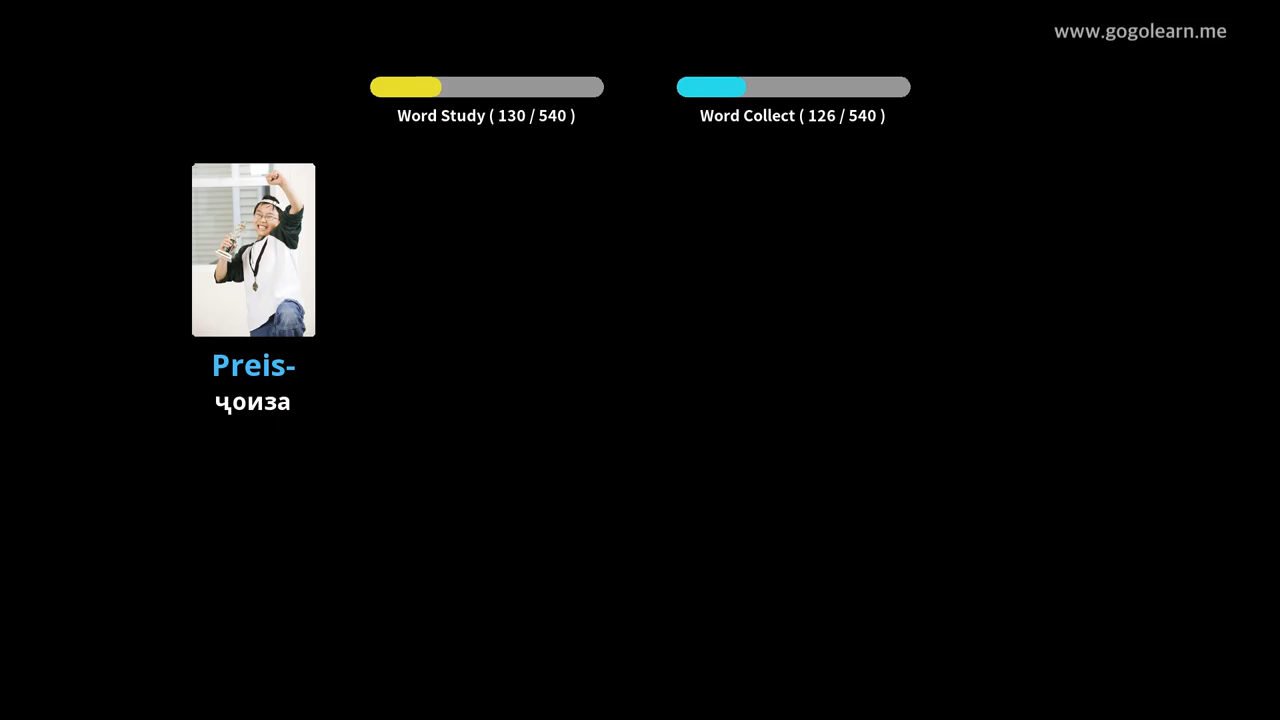 www.gogolearn.me
Word Study ( 130 / 540 )
Word Collect ( 126 / 540 )
Preis-
ҷоиза